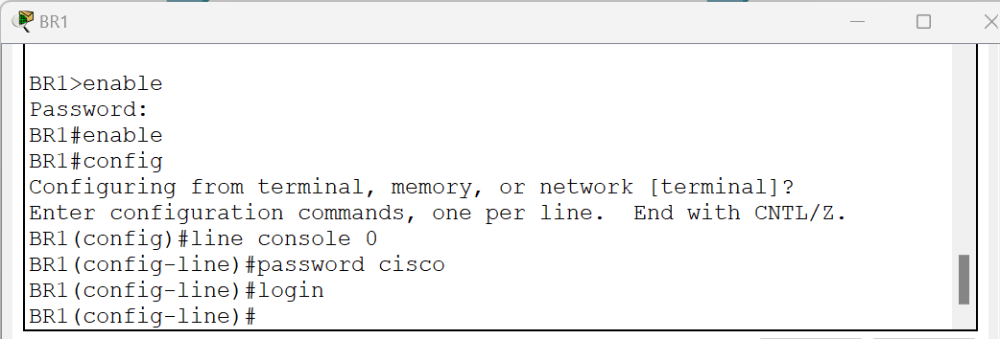 BR1
BR1>enable
Password:
BR1#enable
BR1#config
Configuring from terminal, memory, or network [terminal]?
Enter configuration commands, one per line.  End with CNTL/Z.
BR1(config)#line console 0
BR1(config-line)#password cisco
BR1(config-line)#login
BR1(config-line)#